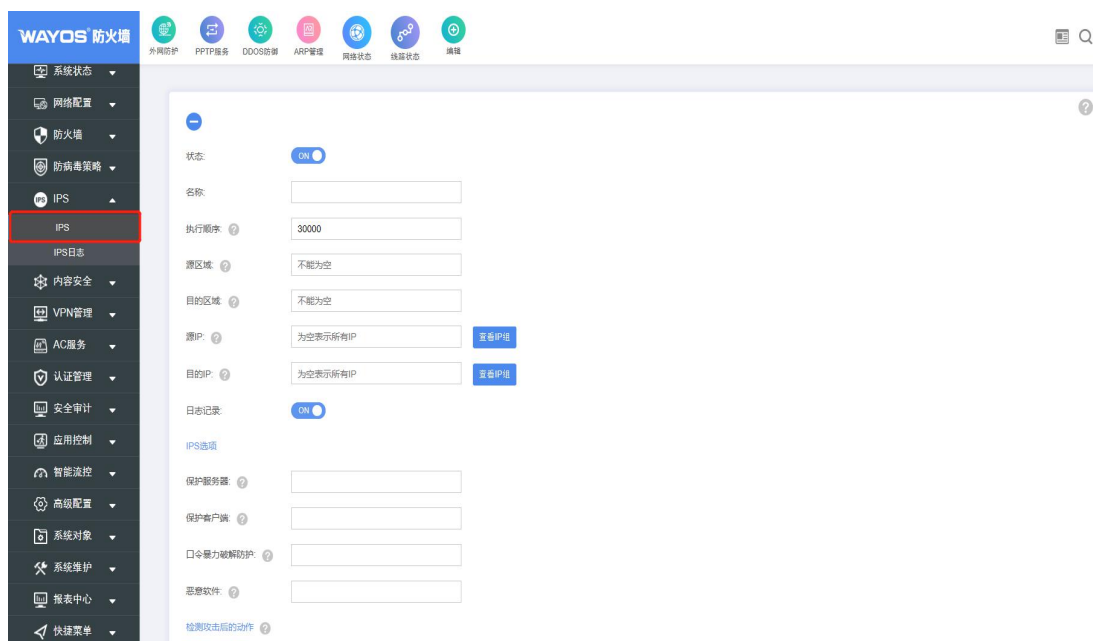 WAYOS 防火墙
外网防护 PPTP服务 DDOS防御 ARP管理 网络状态 线路状态 编辑
系统状态
网络配置
防火墙
防病毒策略
IPS IPS
IPS
IPS日志
内容安全
VPN管理
AC服务
认证管理
安全审计
应用控制
智能流控
高级配置
系统对象
系统维护
报表中心
快捷菜单
状态: ON
名称:
执行顺序: ? 30000
源区域: ? 不能为空
目的区域: ? 不能为空
源IP: ? 为空表示所有IP 查看IP组
目的IP: ? 为空表示所有IP 查看IP组
日志记录: ON
IPS选项
保护服务器: ?
保护客户端: ?
口令暴力破解防护: ?
恶意软件: ?
检测攻击后的动作 ?